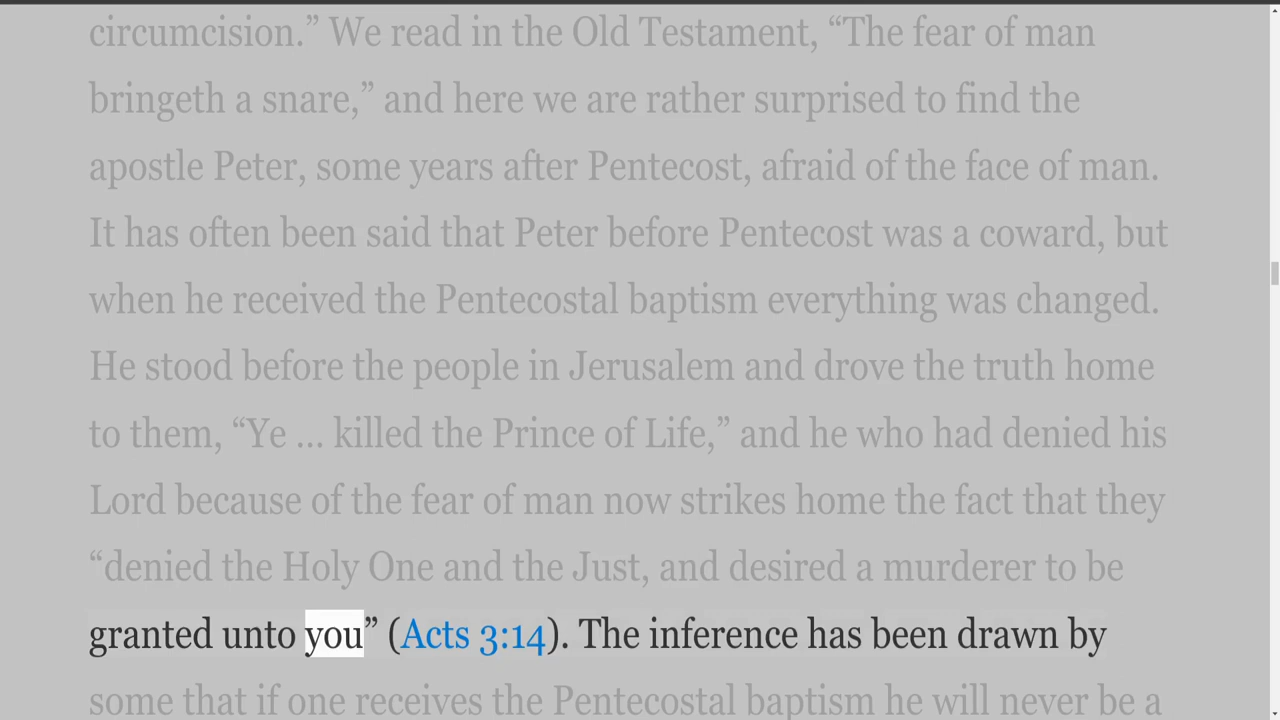 circumcision.” We read in the Old Testament, “The fear of man
bringeth a snare,” and here we are rather surprised to find the
apostle Peter, some years after Pentecost, afraid of the face of man.
It has often been said that Peter before Pentecost was a coward, but
when he received the Pentecostal baptism everything was changed.
He stood before the people in Jerusalem and drove the truth home
to them, “Ye ... killed the Prince of Life,” and he who had denied his
Lord because of the fear of man now strikes home the fact that they
“denied the Holy One and the Just, and desired a murderer to be
granted unto you” (Acts 3:14). The inference has been drawn by
some that if one receives the Pentecostal baptism he will never be a